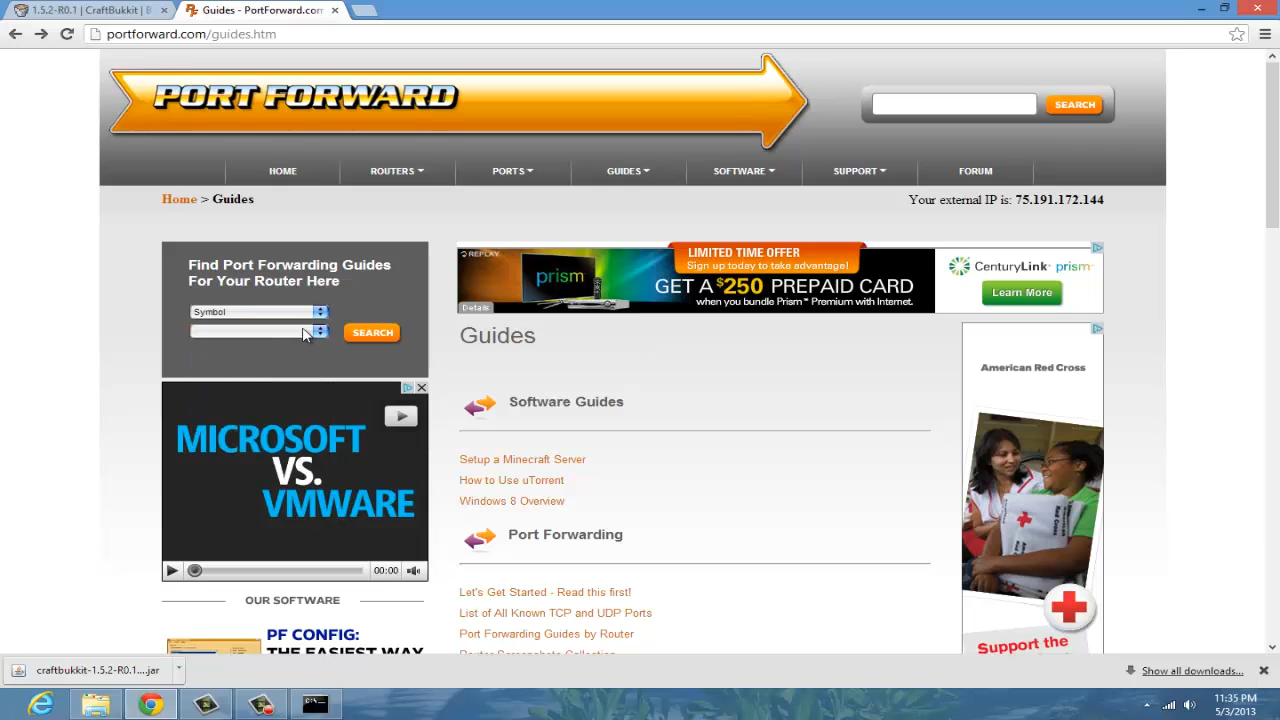 1.5.2-R0.1 | CraftBukkit | B
Guides - PortForward.com
portforward.com/guides.htm
PORT FORWARD
SEARCH
HOME
ROUTERS
PORTS
GUIDES
SOFTWARE
SUPPORT
FORUM
Home > Guides
Your external IP is: 75.191.172.144
Find Port Forwarding Guides
For Your Router Here
Symbol
SEARCH
REPLAY
prism
LIMITED TIME OFFER
Sign up today to take advantage!
GET A $250 PREPAID CARD
when you bundle Prism™ Premium with Internet.
Details
CenturyLink® prism™
Learn More
Guides
Software Guides
Setup a Minecraft Server
How to Use uTorrent
Windows 8 Overview
Port Forwarding
Let's Get Started - Read this first!
List of All Known TCP and UDP Ports
Port Forwarding Guides by Router
Router Screenshots Collection
MICROSOFT
VS.
VMWARE
00:00
OUR SOFTWARE
PF CONFIG:
THE EASIEST WAY
American Red Cross
Support the
craftbukkit-1.5.2-R0.1....jar
Show all downloads...
11:35 PM
5/3/2013